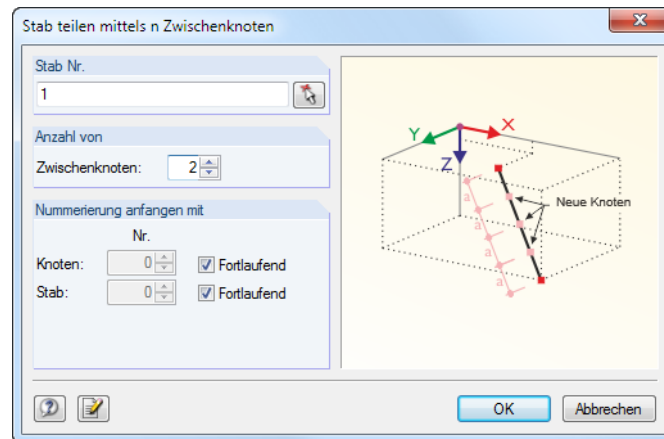 Stab teilen mittels n Zwischenknoten
Stab Nr.
1
Anzahl von
Zwischenknoten: 2
Nummerierung anfangen mit
Nr.
Knoten: 0 Fortlaufend
Stab: 0 Fortlaufend
X
Y
Z
Neue Knoten
a
a
a
a
OK Abbrechen